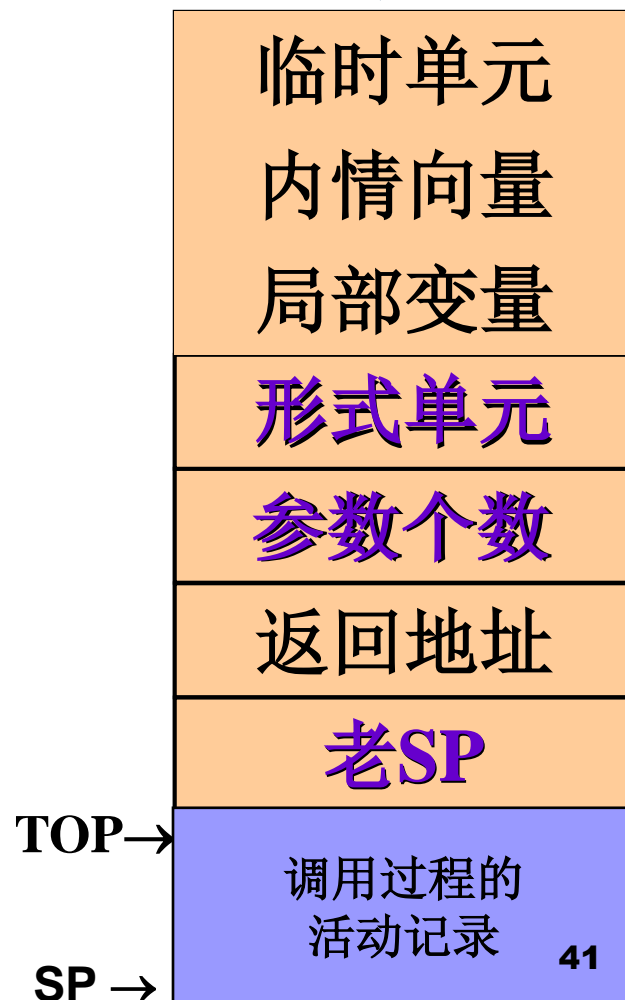 临时单元
内情向量
局部变量
形式单元
参数个数
返回地址
老SP
TOP→
调用过程的
活动记录
41
SP →